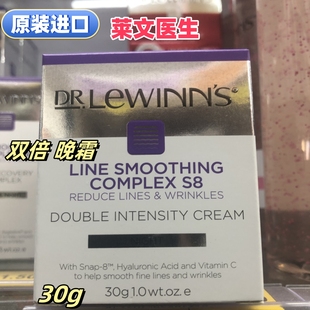 原装进口
莱文医生
DR. LEWINN'S
双倍 晚霜
LINE SMOOTHING
COMPLEX S8
REDUCE LINES & WRINKLES
DOUBLE INTENSITY CREAM
With Snap-8™, Hyaluronic Acid and Vitamin C
to help smooth fine lines and wrinkles
30g 1.0 wt.oz. e
30g